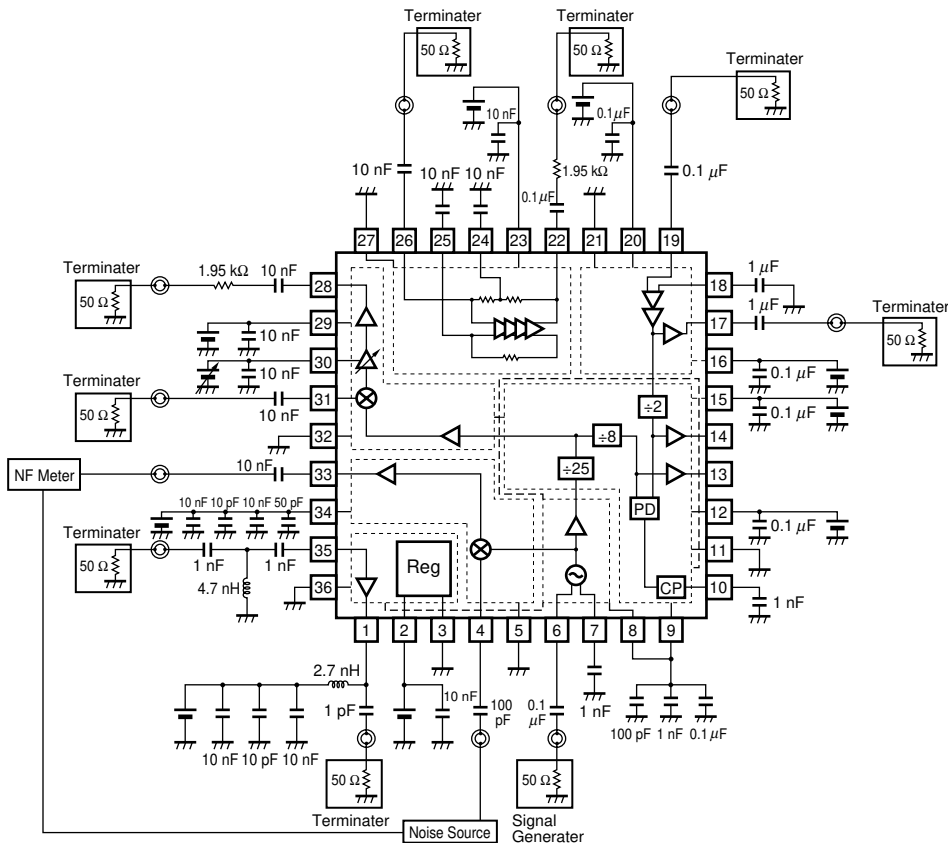 Terminater
50 Ω
Terminater
50 Ω
Terminater
50 Ω
10 nF
10 nF
10 nF
10 nF
10 nF
0.1µF
0.1µF
1.95 kΩ
0.1 µF
27
26
25
24
23
22
21
20
19
Terminater
50 Ω
1.95 kΩ
10 nF
28
29
10 nF
30
10 nF
Terminater
50 Ω
10 nF
31
32
NF Meter
10 nF
33
10 nF
10 pF
10 nF
50 pF
34
Terminater
50 Ω
1 nF
1 nF
35
4.7 nH
36
18
1 µF
17
1 µF
Terminater
50 Ω
16
0.1 µF
15
0.1 µF
14
13
12
0.1 µF
11
10
1 nF
÷2
÷8
÷25
PD
CP
Reg
1
2
3
4
5
6
7
8
9
2.7 nH
1 pF
10 nF
10 pF
10 nF
10 nF
100 pF
0.1 µF
1 nF
100 pF
1 nF
0.1 µF
50 Ω
Terminater
Noise Source
50 Ω
Signal
Generater